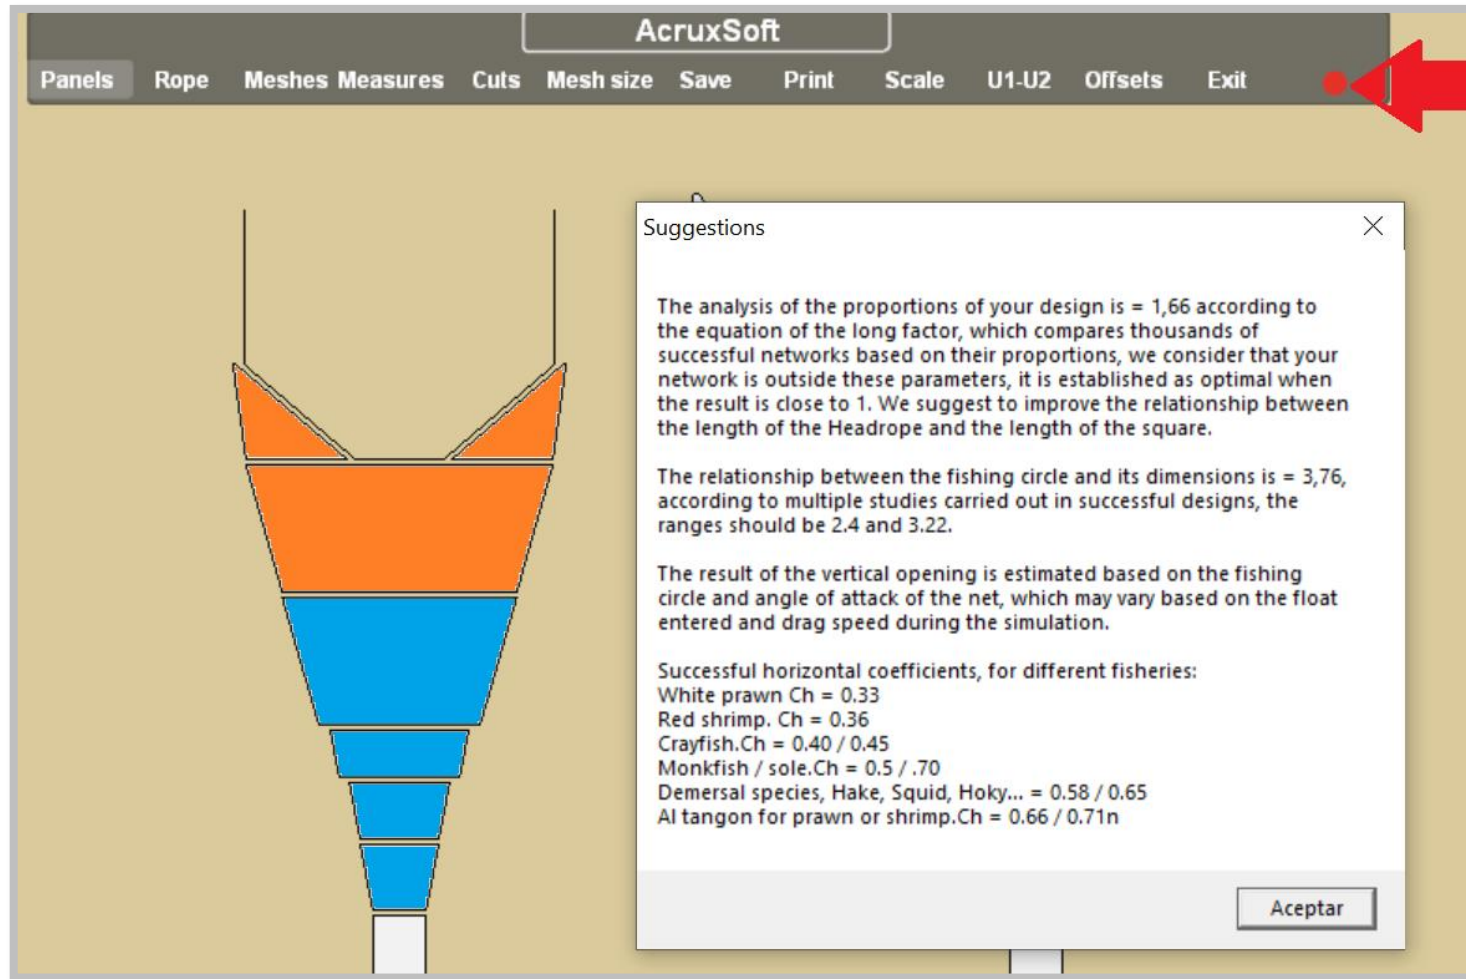 AcruxSoft
Panels Rope Meshes Measures Cuts Mesh size Save Print Scale U1-U2 Offsets Exit
Suggestions
The analysis of the proportions of your design is = 1,66 according to
the equation of the long factor, which compares thousands of
successful networks based on their proportions, we consider that your
network is outside these parameters, it is established as optimal when
the result is close to 1. We suggest to improve the relationship between
the length of the Headrope and the length of the square.
The relationship between the fishing circle and its dimensions is = 3,76,
according to multiple studies carried out in successful designs, the
ranges should be 2.4 and 3.22.
The result of the vertical opening is estimated based on the fishing
circle and angle of attack of the net, which may vary based on the float
entered and drag speed during the simulation.
Successful horizontal coefficients, for different fisheries:
White prawn Ch = 0.33
Red shrimp. Ch = 0.36
Crayfish.Ch = 0.40 / 0.45
Monkfish / sole.Ch = 0.5 / .70
Demersal species, Hake, Squid, Hoky... = 0.58 / 0.65
Al tangon for prawn or shrimp.Ch = 0.66 / 0.71n
Aceptar